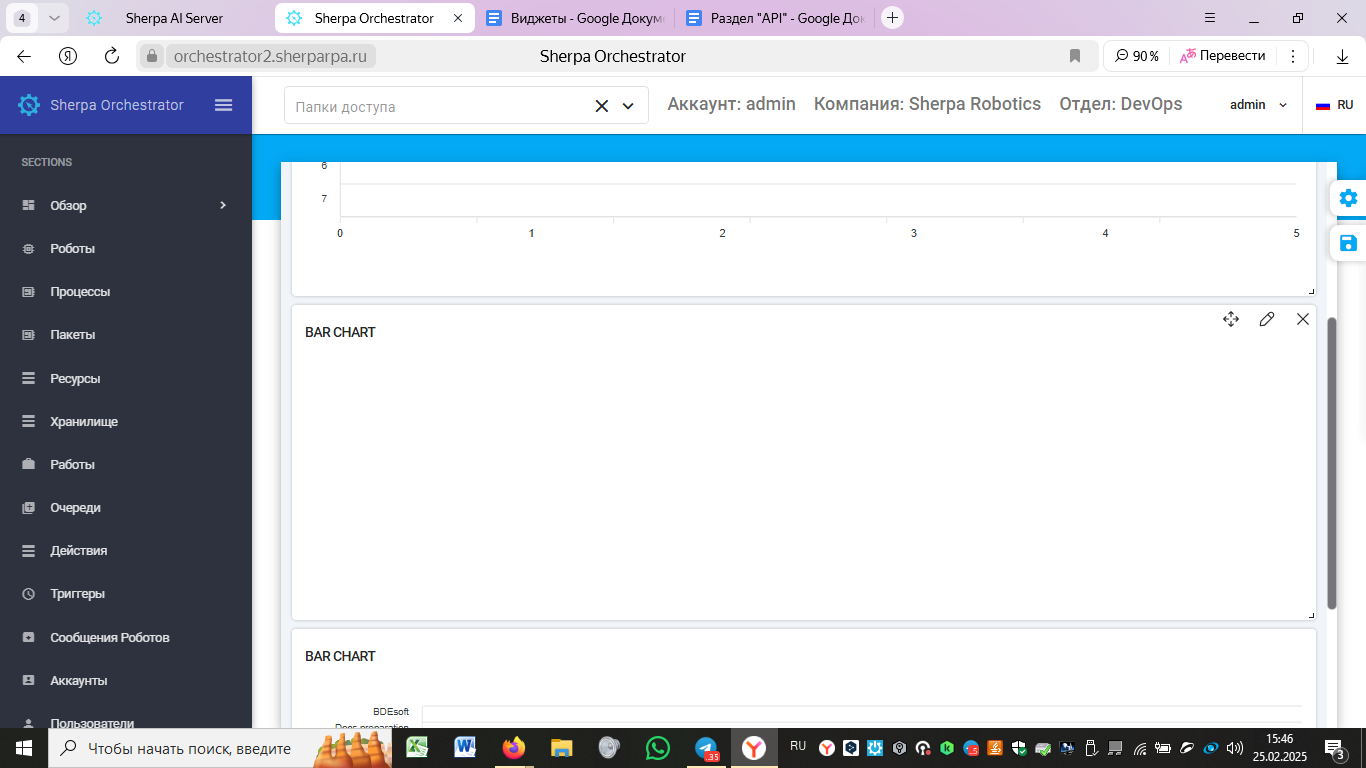 4
Sherpa AI Server
Sherpa Orchestrator
Виджеты - Google Докум
Раздел "API" - Google До
orchestrator2.sherparpa.ru
Sherpa Orchestrator
90 %
Перевести
Sherpa Orchestrator
Папки доступа
Аккаунт: admin
Компания: Sherpa Robotics
Отдел: DevOps
admin
RU
SECTIONS
Обзор
Роботы
Процессы
Пакеты
Ресурсы
Хранилище
Работы
Очереди
Действия
Триггеры
Сообщения Роботов
Аккаунты
Пользователи
6
7
0 1 2 3 4 5
BAR CHART
BAR CHART
BDEsoft
Docs preparation
Чтобы начать поиск, введите
35
RU
15:46
25.02.2025
3